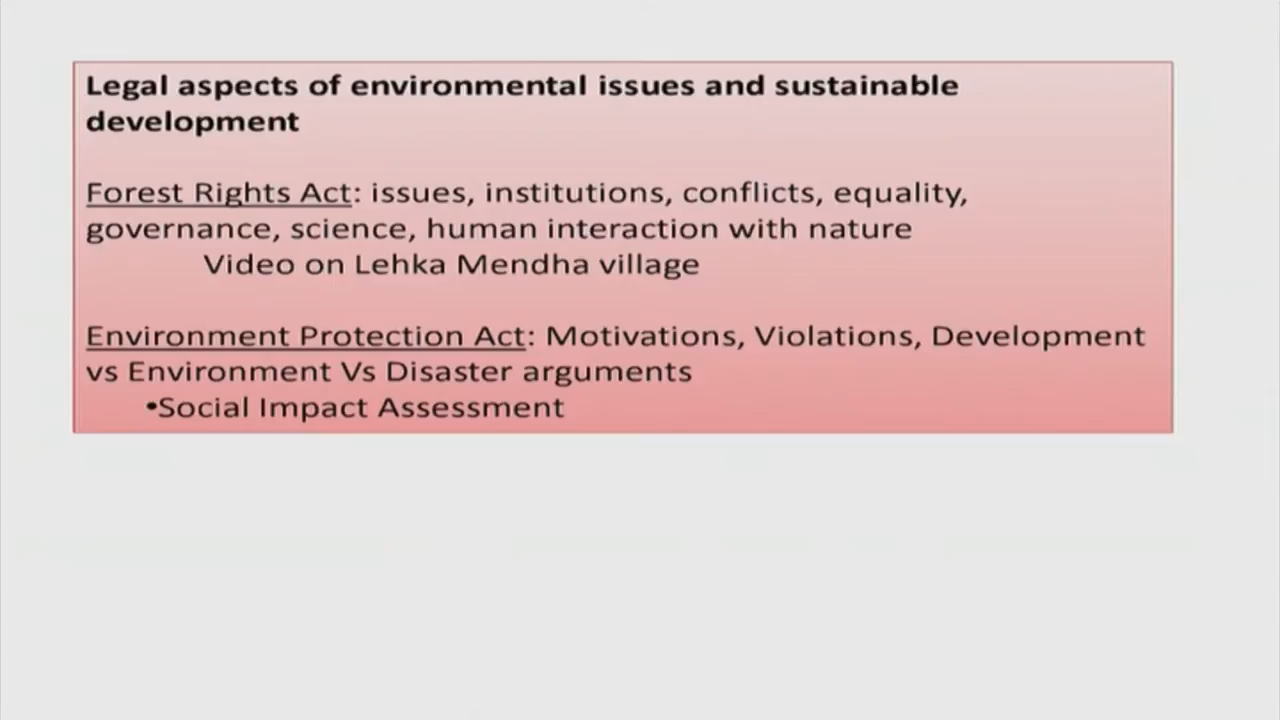 Legal aspects of environmental issues and sustainable
development
Forest Rights Act: issues, institutions, conflicts, equality,
governance, science, human interaction with nature
Video on Lehka Mendha village
Environment Protection Act: Motivations, Violations, Development
vs Environment Vs Disaster arguments
•Social Impact Assessment